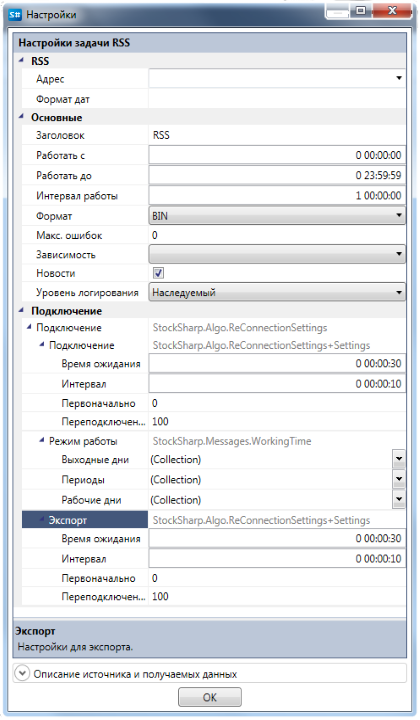 S# Настройки
Настройки задачи RSS
RSS
Адрес
Формат дат
Основные
Заголовок RSS
Работать с 0 00:00:00
Работать до 0 23:59:59
Интервал работы 1 00:00:00
Формат BIN
Макс. ошибок 0
Зависимость
Новости
Уровень логирования Наследуемый
Подключение
Подключение StockSharp.Algo.ReConnectionSettings
Подключение StockSharp.Algo.ReConnectionSettings+Settings
Время ожидания 0 00:00:30
Интервал 0 00:00:10
Первоначально 0
Переподключен... 100
Режим работы StockSharp.Messages.WorkingTime
Выходные дни (Collection)
Периоды (Collection)
Рабочие дни (Collection)
Экспорт StockSharp.Algo.ReConnectionSettings+Settings
Время ожидания 0 00:00:30
Интервал 0 00:00:10
Первоначально 0
Переподключен... 100
Экспорт
Настройки для экспорта.
Описание источника и получаемых данных
OK